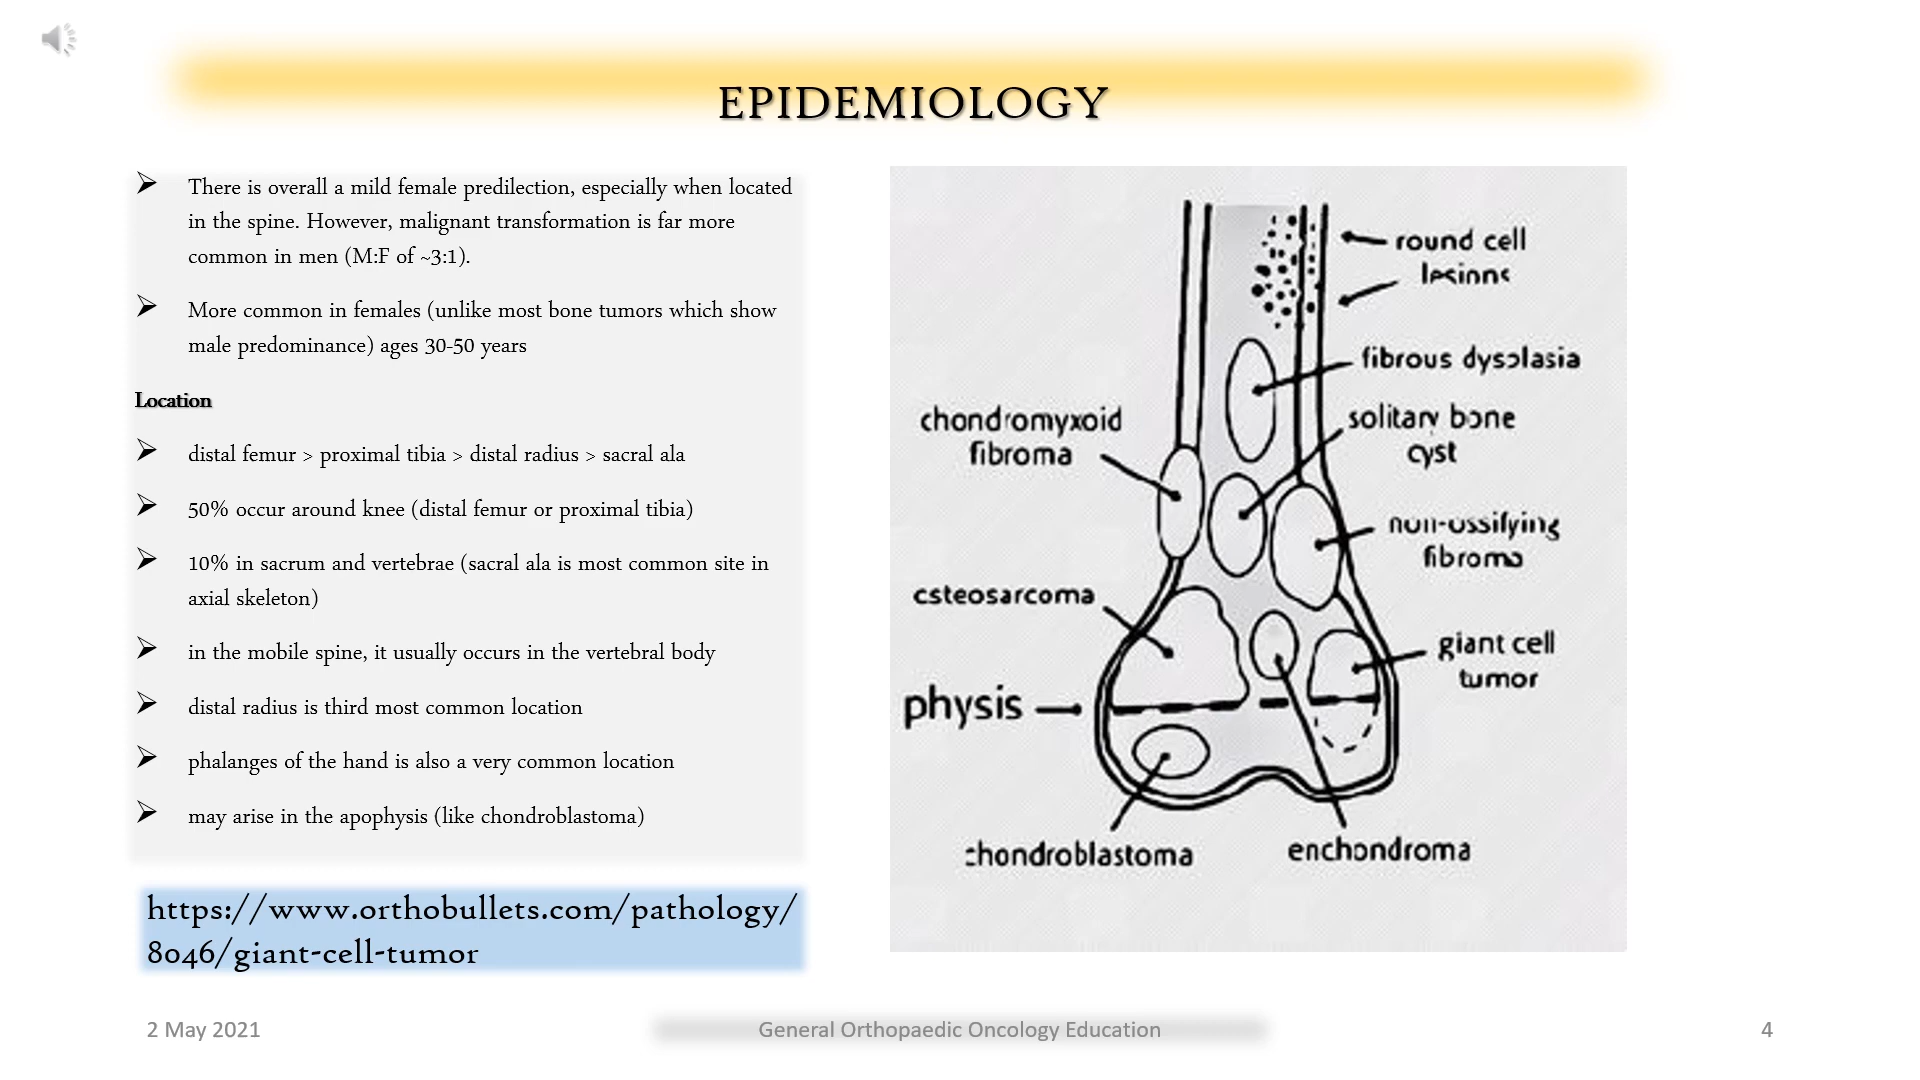 EPIDEMIOLOGY
There is overall a mild female predilection, especially when located
in the spine. However, malignant transformation is far more
common in men (M:F of ~3:1).
More common in females (unlike most bone tumors which show
male predominance) ages 30-50 years
Location
distal femur > proximal tibia > distal radius > sacral ala
50% occur around knee (distal femur or proximal tibia)
10% in sacrum and vertebrae (sacral ala is most common site in
axial skeleton)
in the mobile spine, it usually occurs in the vertebral body
distal radius is third most common location
phalanges of the hand is also a very common location
may arise in the apophysis (like chondroblastoma)
https://www.orthobullets.com/pathology/
8046/giant-cell-tumor
round cell
lesions
fibrous dysplasia
solitary bone
cyst
chondromyxoid
fibroma
non-ossifying
fibroma
osteosarcoma
giant cell
tumor
physis
chondroblastoma
enchondroma
2 May 2021
General Orthopaedic Oncology Education
4